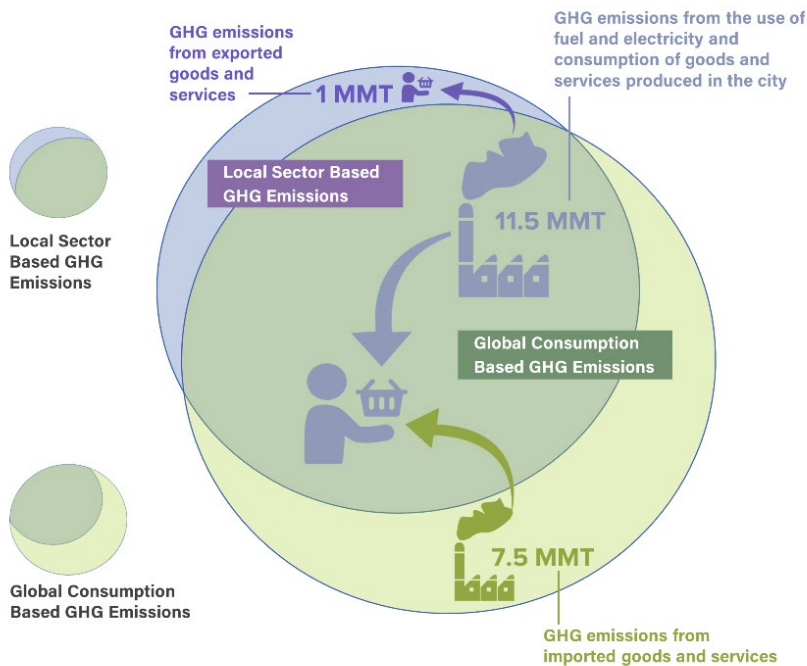 GHG emissions
from exported
goods and
services
1 MMT
GHG emissions from the use of
fuel and electricity and
consumption of goods and
services produced in the city
Local Sector Based
GHG Emissions
11.5 MMT
Local Sector
Based GHG
Emissions
Global Consumption
Based GHG Emissions
7.5 MMT
Global Consumption
Based GHG Emissions
GHG emissions from
imported goods and services